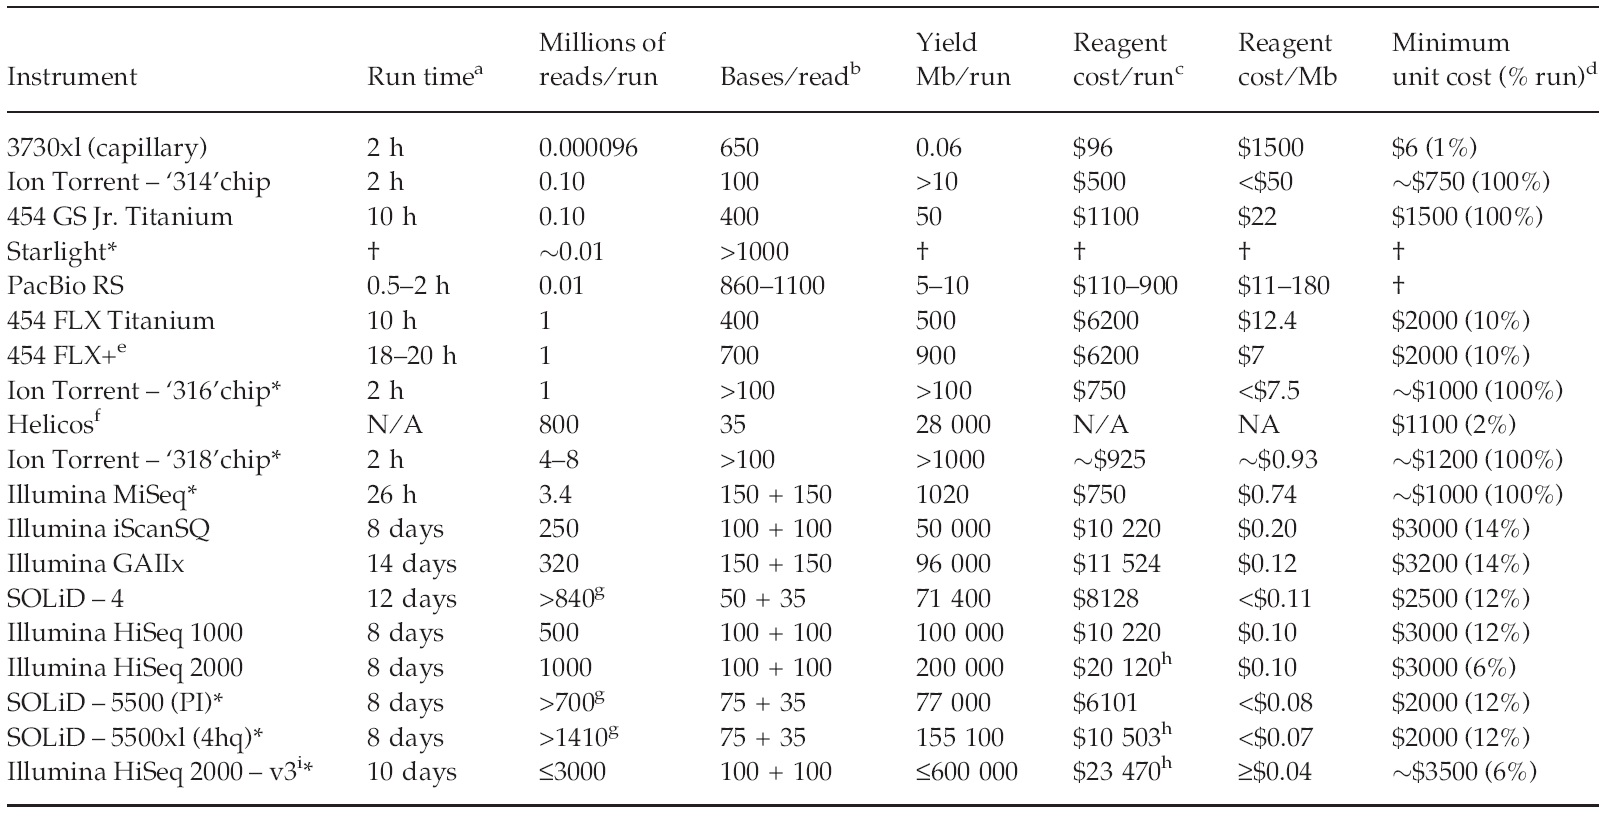 Instrument Run timeᵃ Millions of reads/run Bases/readᵇ Yield Mb/run Reagent cost/runᶜ Reagent cost/Mb Minimum unit cost (% run)ᵈ
3730xl (capillary) 2 h 0.000096 650 0.06 $96 $1500 $6 (1%)
Ion Torrent – ‘314’chip 2 h 0.10 100 >10 $500 <$50 ~$750 (100%)
454 GS Jr. Titanium 10 h 0.10 400 50 $1100 $22 $1500 (100%)
Starlight* † ~0.01 >1000 † † † †
PacBio RS 0.5–2 h 0.01 860–1100 5–10 $110–900 $11–180 †
454 FLX Titanium 10 h 1 400 500 $6200 $12.4 $2000 (10%)
454 FLX+ᵉ 18–20 h 1 700 900 $6200 $7 $2000 (10%)
Ion Torrent – ‘316’chip* 2 h 1 >100 >100 $750 <$7.5 ~$1000 (100%)
Helicosᶠ N/A 800 35 28 000 N/A NA $1100 (2%)
Ion Torrent – ‘318’chip* 2 h 4–8 >100 >1000 ~$925 ~$0.93 ~$1200 (100%)
Illumina MiSeq* 26 h 3.4 150 + 150 1020 $750 $0.74 ~$1000 (100%)
Illumina iScanSQ 8 days 250 100 + 100 50 000 $10 220 $0.20 $3000 (14%)
Illumina GAIIx 14 days 320 150 + 150 96 000 $11 524 $0.12 $3200 (14%)
SOLiD – 4 12 days >840ᵍ 50 + 35 71 400 $8128 <$0.11 $2500 (12%)
Illumina HiSeq 1000 8 days 500 100 + 100 100 000 $10 220 $0.10 $3000 (12%)
Illumina HiSeq 2000 8 days 1000 100 + 100 200 000 $20 120ʰ $0.10 $3000 (6%)
SOLiD – 5500 (PI)* 8 days >700ᵍ 75 + 35 77 000 $6101 <$0.08 $2000 (12%)
SOLiD – 5500xl (4hq)* 8 days >1410ᵍ 75 + 35 155 100 $10 503ʰ <$0.07 $2000 (12%)
Illumina HiSeq 2000 – v3ⁱ* 10 days ≤3000 100 + 100 ≤600 000 $23 470ʰ ≥$0.04 ~$3500 (6%)